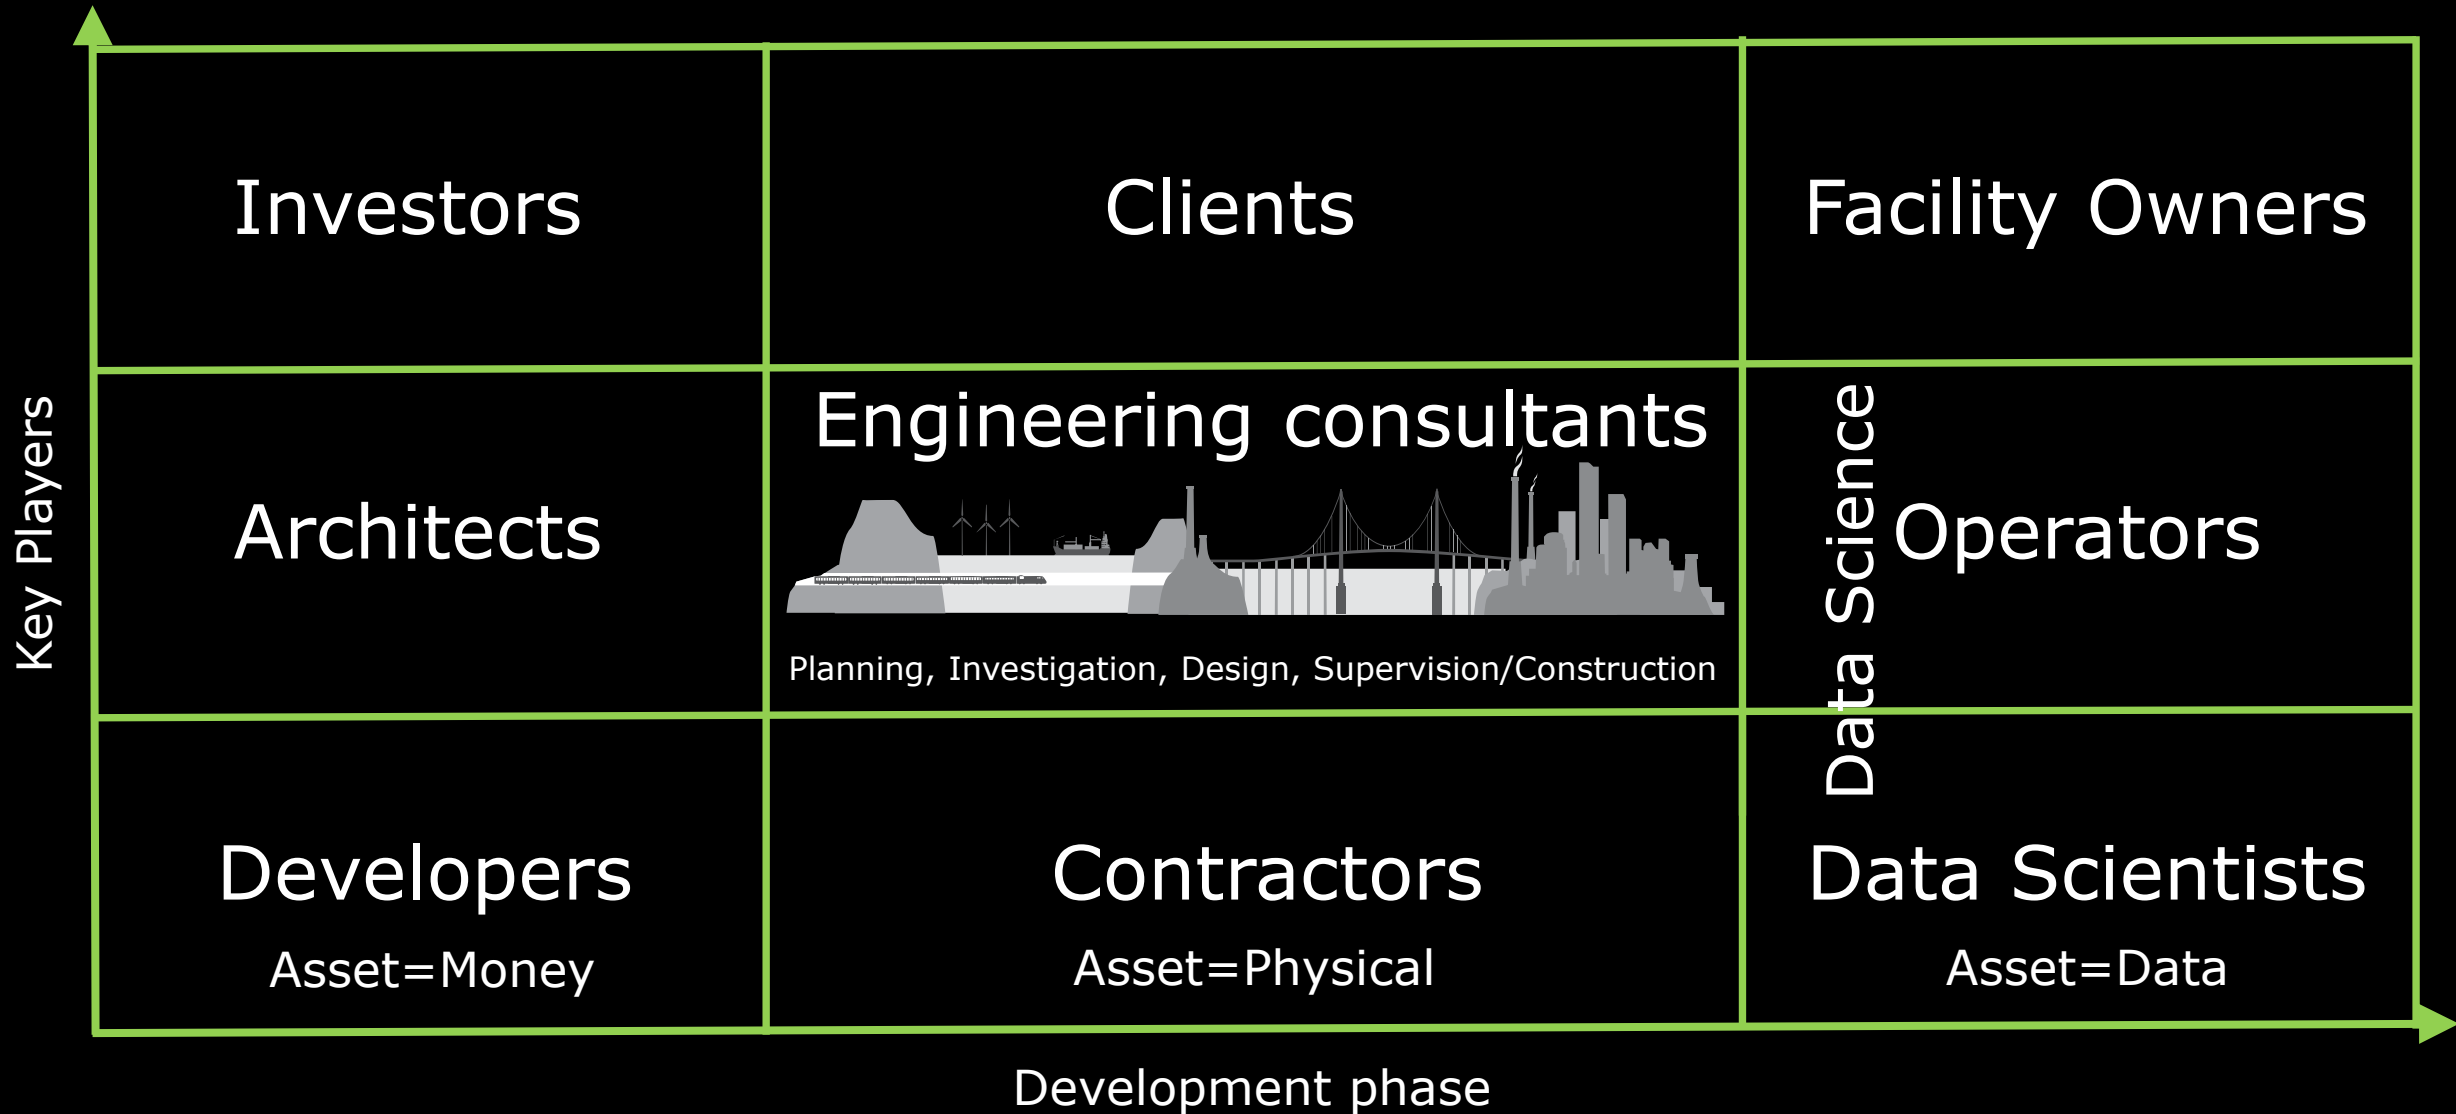 Investors
Clients
Facility Owners
Key Players
Architects
Engineering consultants
Planning, Investigation, Design, Supervision/Construction
Data Science
Operators
Developers
Asset=Money
Contractors
Asset=Physical
Data Scientists
Asset=Data
Development phase